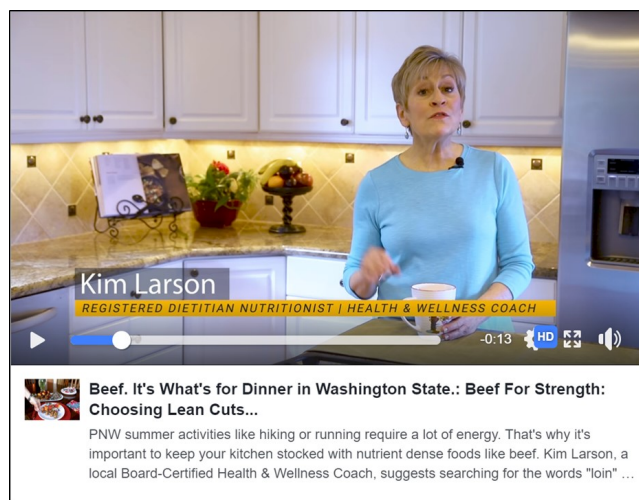 Kim Larson
REGISTERED DIETITIAN NUTRITIONIST | HEALTH & WELLNESS COACH
-0:13
HD
Beef. It's What's for Dinner in Washington State.: Beef For Strength:
Choosing Lean Cuts...
PNW summer activities like hiking or running require a lot of energy. That's why it's
important to keep your kitchen stocked with nutrient dense foods like beef. Kim Larson, a
local Board-Certified Health & Wellness Coach, suggests searching for the words "loin" ...